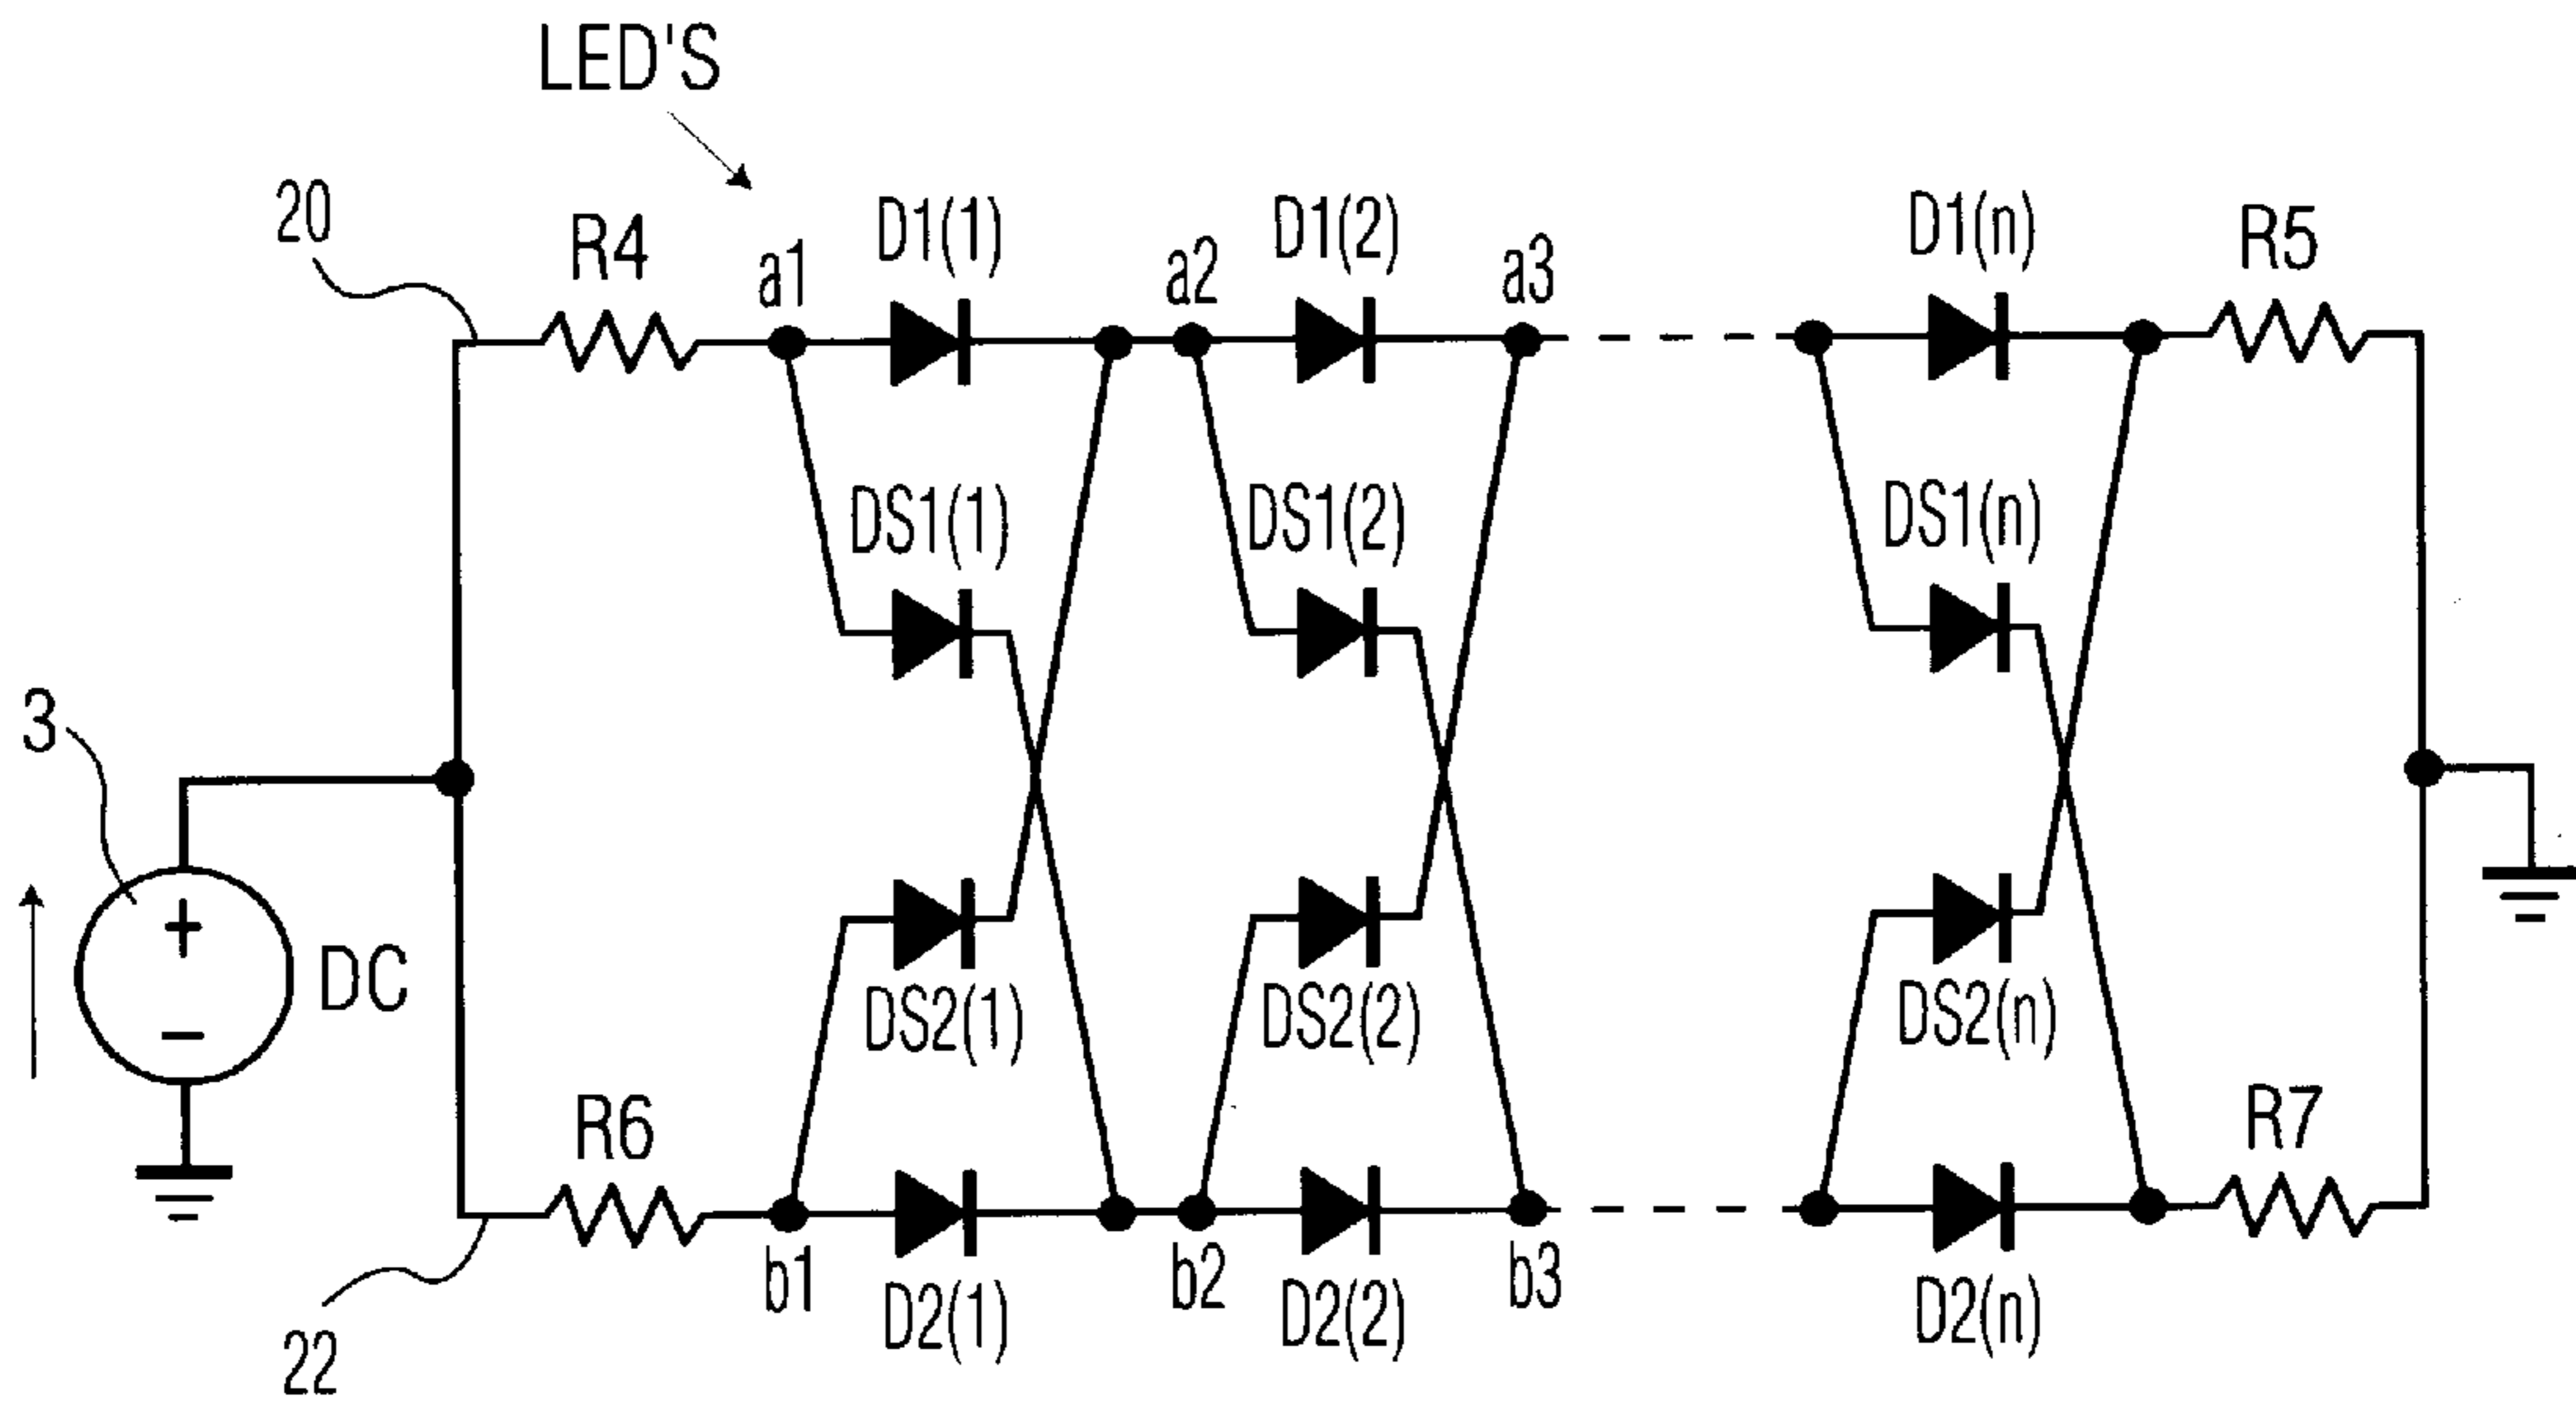 LED'S
20
R4
a1
D1(1)
a2
D1(2)
a3
D1(n)
R5
DS1(1)
DS1(2)
DS1(n)
3
+
DC
−
DS2(1)
DS2(2)
DS2(n)
R6
R7
22
b1
D2(1)
b2
D2(2)
b3
D2(n)